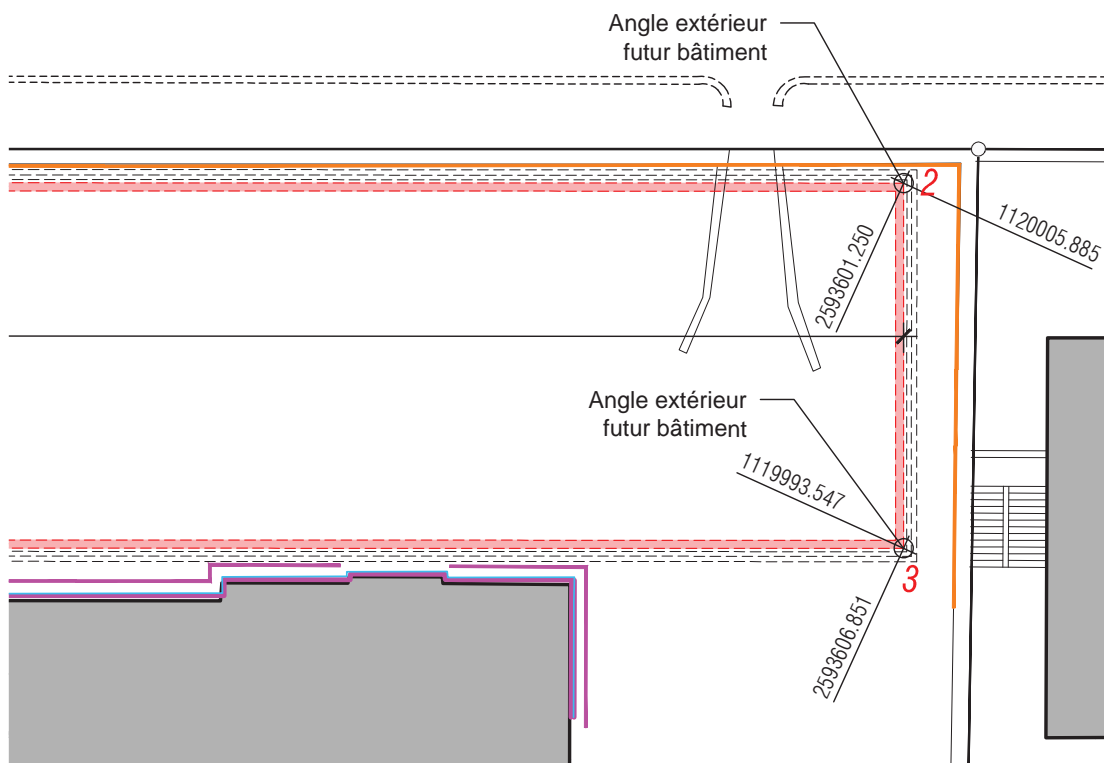 Angle extérieur
futur bâtiment
2
1120005.885
2593601.250
Angle extérieur
futur bâtiment
1119993.547
3
2593606.851